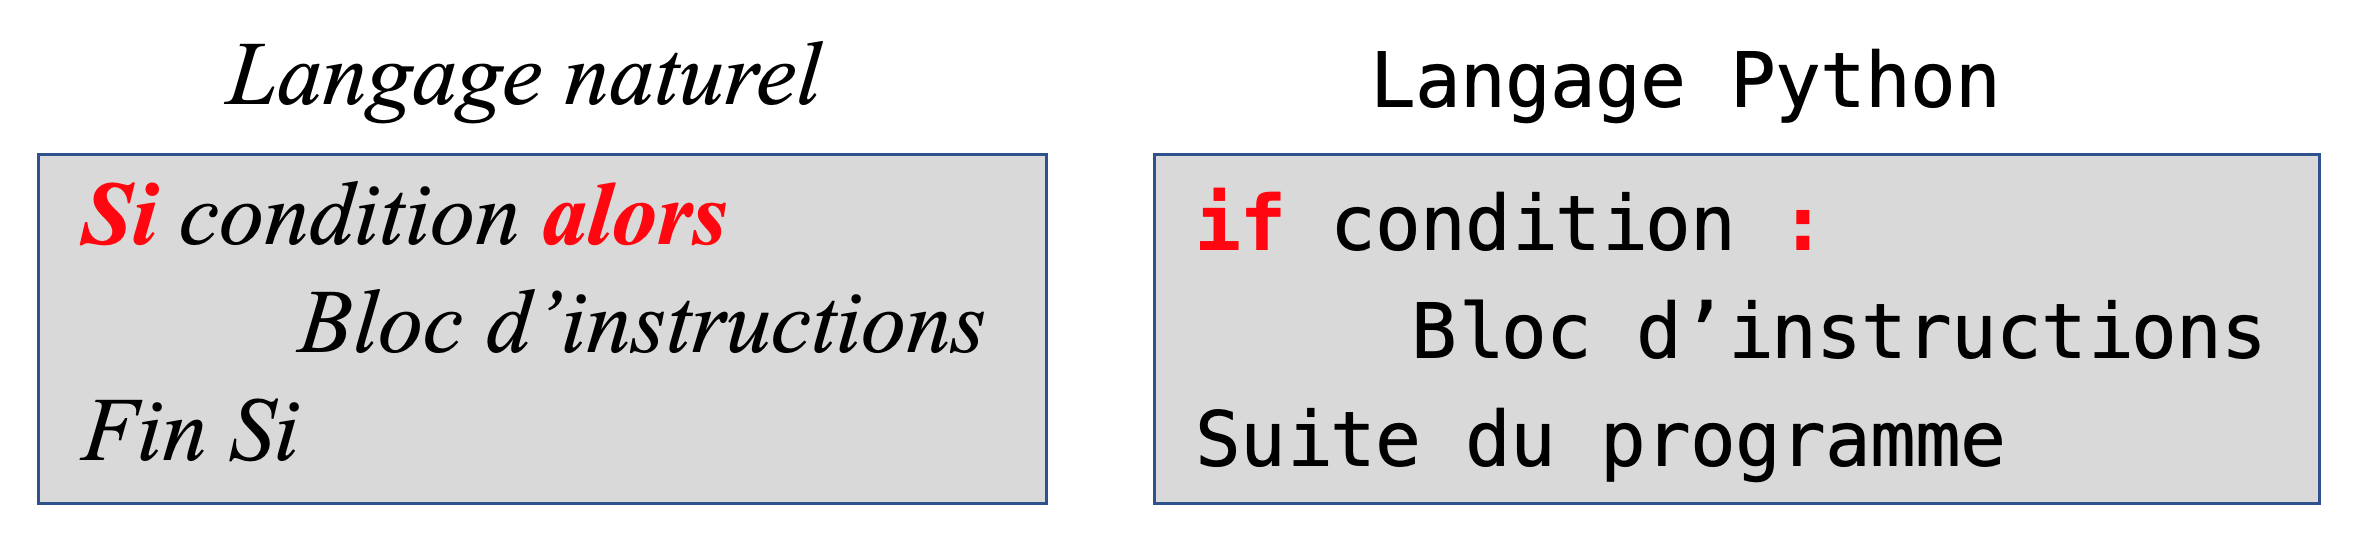 Langage naturel
Si condition alors
Bloc d’instructions
Fin Si
Langage Python
if condition :
Bloc d’instructions
Suite du programme